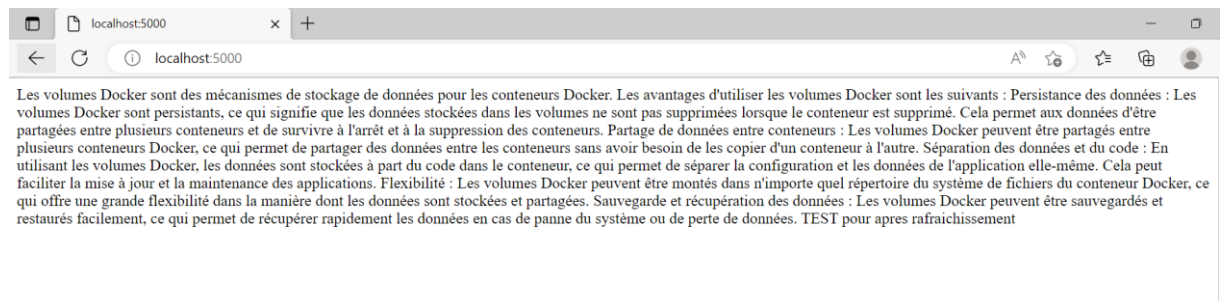 localhost:5000
localhost:5000
Les volumes Docker sont des mécanismes de stockage de données pour les conteneurs Docker. Les avantages d'utiliser les volumes Docker sont les suivants : Persistance des données : Les
volumes Docker sont persistants, ce qui signifie que les données stockées dans les volumes ne sont pas supprimées lorsque le conteneur est supprimé. Cela permet aux données d'être
partagées entre plusieurs conteneurs et de survivre à l'arrêt et à la suppression des conteneurs. Partage de données entre conteneurs : Les volumes Docker peuvent être partagés entre
plusieurs conteneurs Docker, ce qui permet de partager des données entre les conteneurs sans avoir besoin de les copier d'un conteneur à l'autre. Séparation des données et du code : En
utilisant les volumes Docker, les données sont stockées à part du code dans le conteneur, ce qui permet de séparer la configuration et les données de l'application elle-même. Cela peut
faciliter la mise à jour et la maintenance des applications. Flexibilité : Les volumes Docker peuvent être montés dans n'importe quel répertoire du système de fichiers du conteneur Docker, ce
qui offre une grande flexibilité dans la manière dont les données sont stockées et partagées. Sauvegarde et récupération des données : Les volumes Docker peuvent être sauvegardés et
restaurés facilement, ce qui permet de récupérer rapidement les données en cas de panne du système ou de perte de données. TEST pour apres rafraichissement